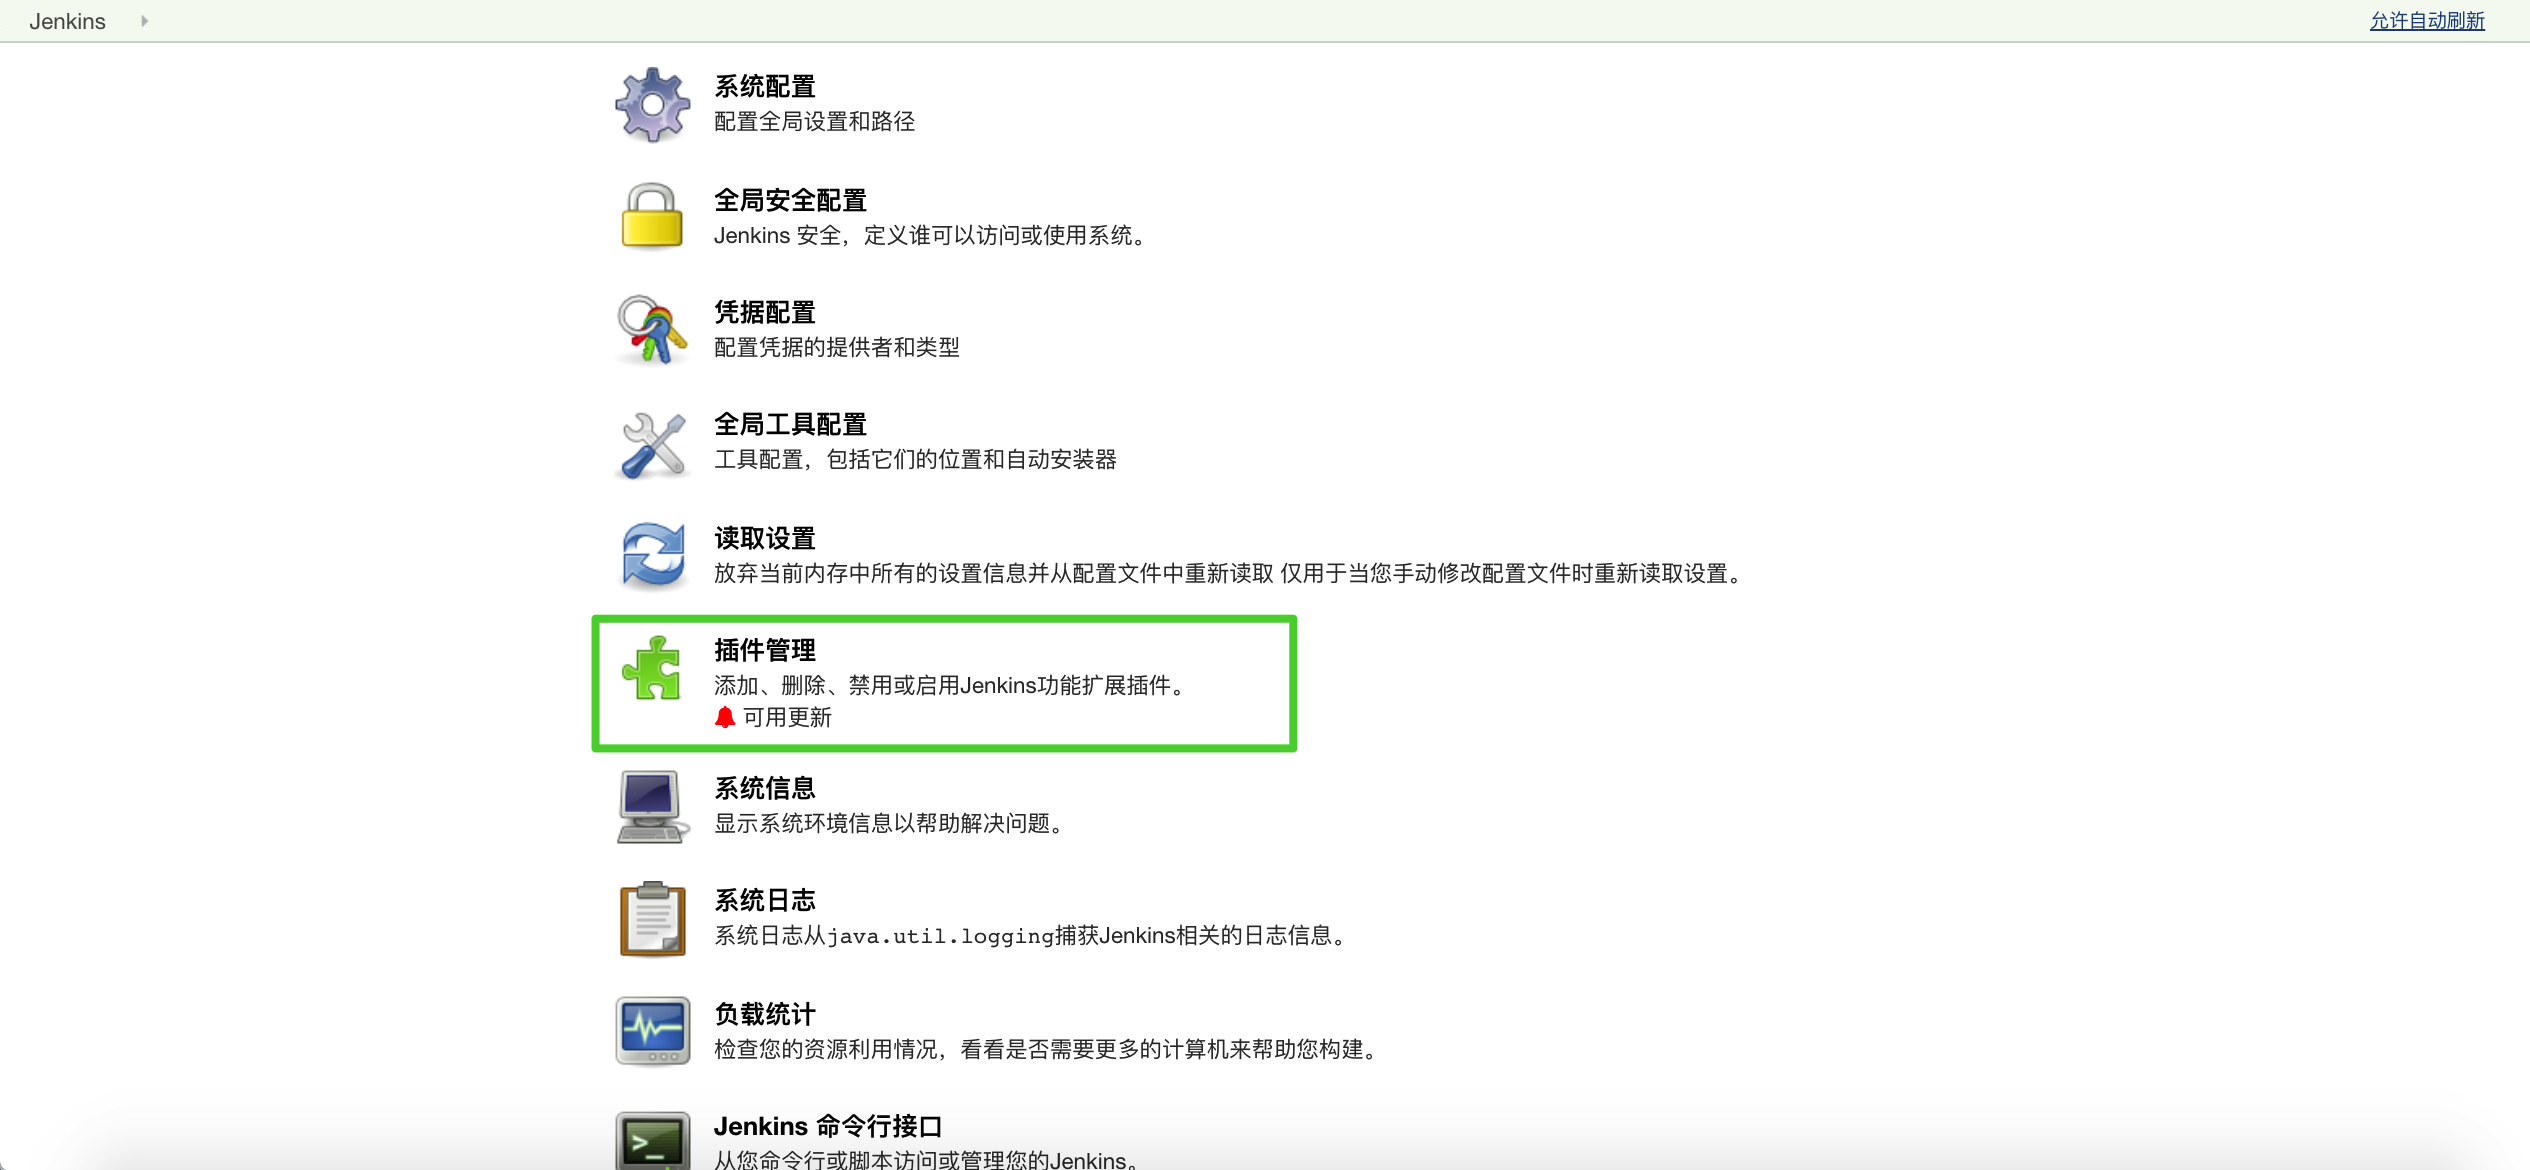 Jenkins
允许自动刷新
系统配置
配置全局设置和路径
全局安全配置
Jenkins 安全，定义谁可以访问或使用系统。
凭据配置
配置凭据的提供者和类型
全局工具配置
工具配置，包括它们的位置和自动安装器
读取设置
放弃当前内存中所有的设置信息并从配置文件中重新读取 仅用于当您手动修改配置文件时重新读取设置。
插件管理
添加、删除、禁用或启用Jenkins功能扩展插件。
可用更新
系统信息
显示系统环境信息以帮助解决问题。
系统日志
系统日志从java.util.logging捕获Jenkins相关的日志信息。
负载统计
检查您的资源利用情况，看看是否需要更多的计算机来帮助您构建。
Jenkins 命令行接口
从您命令行或脚本访问或管理您的Jenkins。